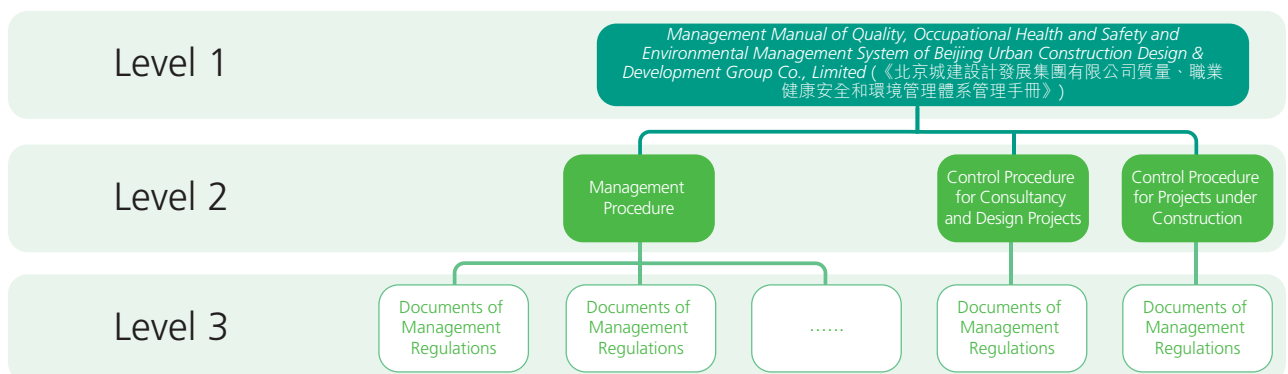 Level 1
Management Manual of Quality, Occupational Health and Safety and
Environmental Management System of Beijing Urban Construction Design &
Development Group Co., Limited (《北京城建設計發展集團有限公司質量、職業
健康安全和環境管理體系管理手冊》)
Level 2
Management
Procedure
Control Procedure
for Consultancy
and Design Projects
Control Procedure
for Projects under
Construction
Level 3
Documents of
Management
Regulations
Documents of
Management
Regulations
......
Documents of
Management
Regulations
Documents of
Management
Regulations